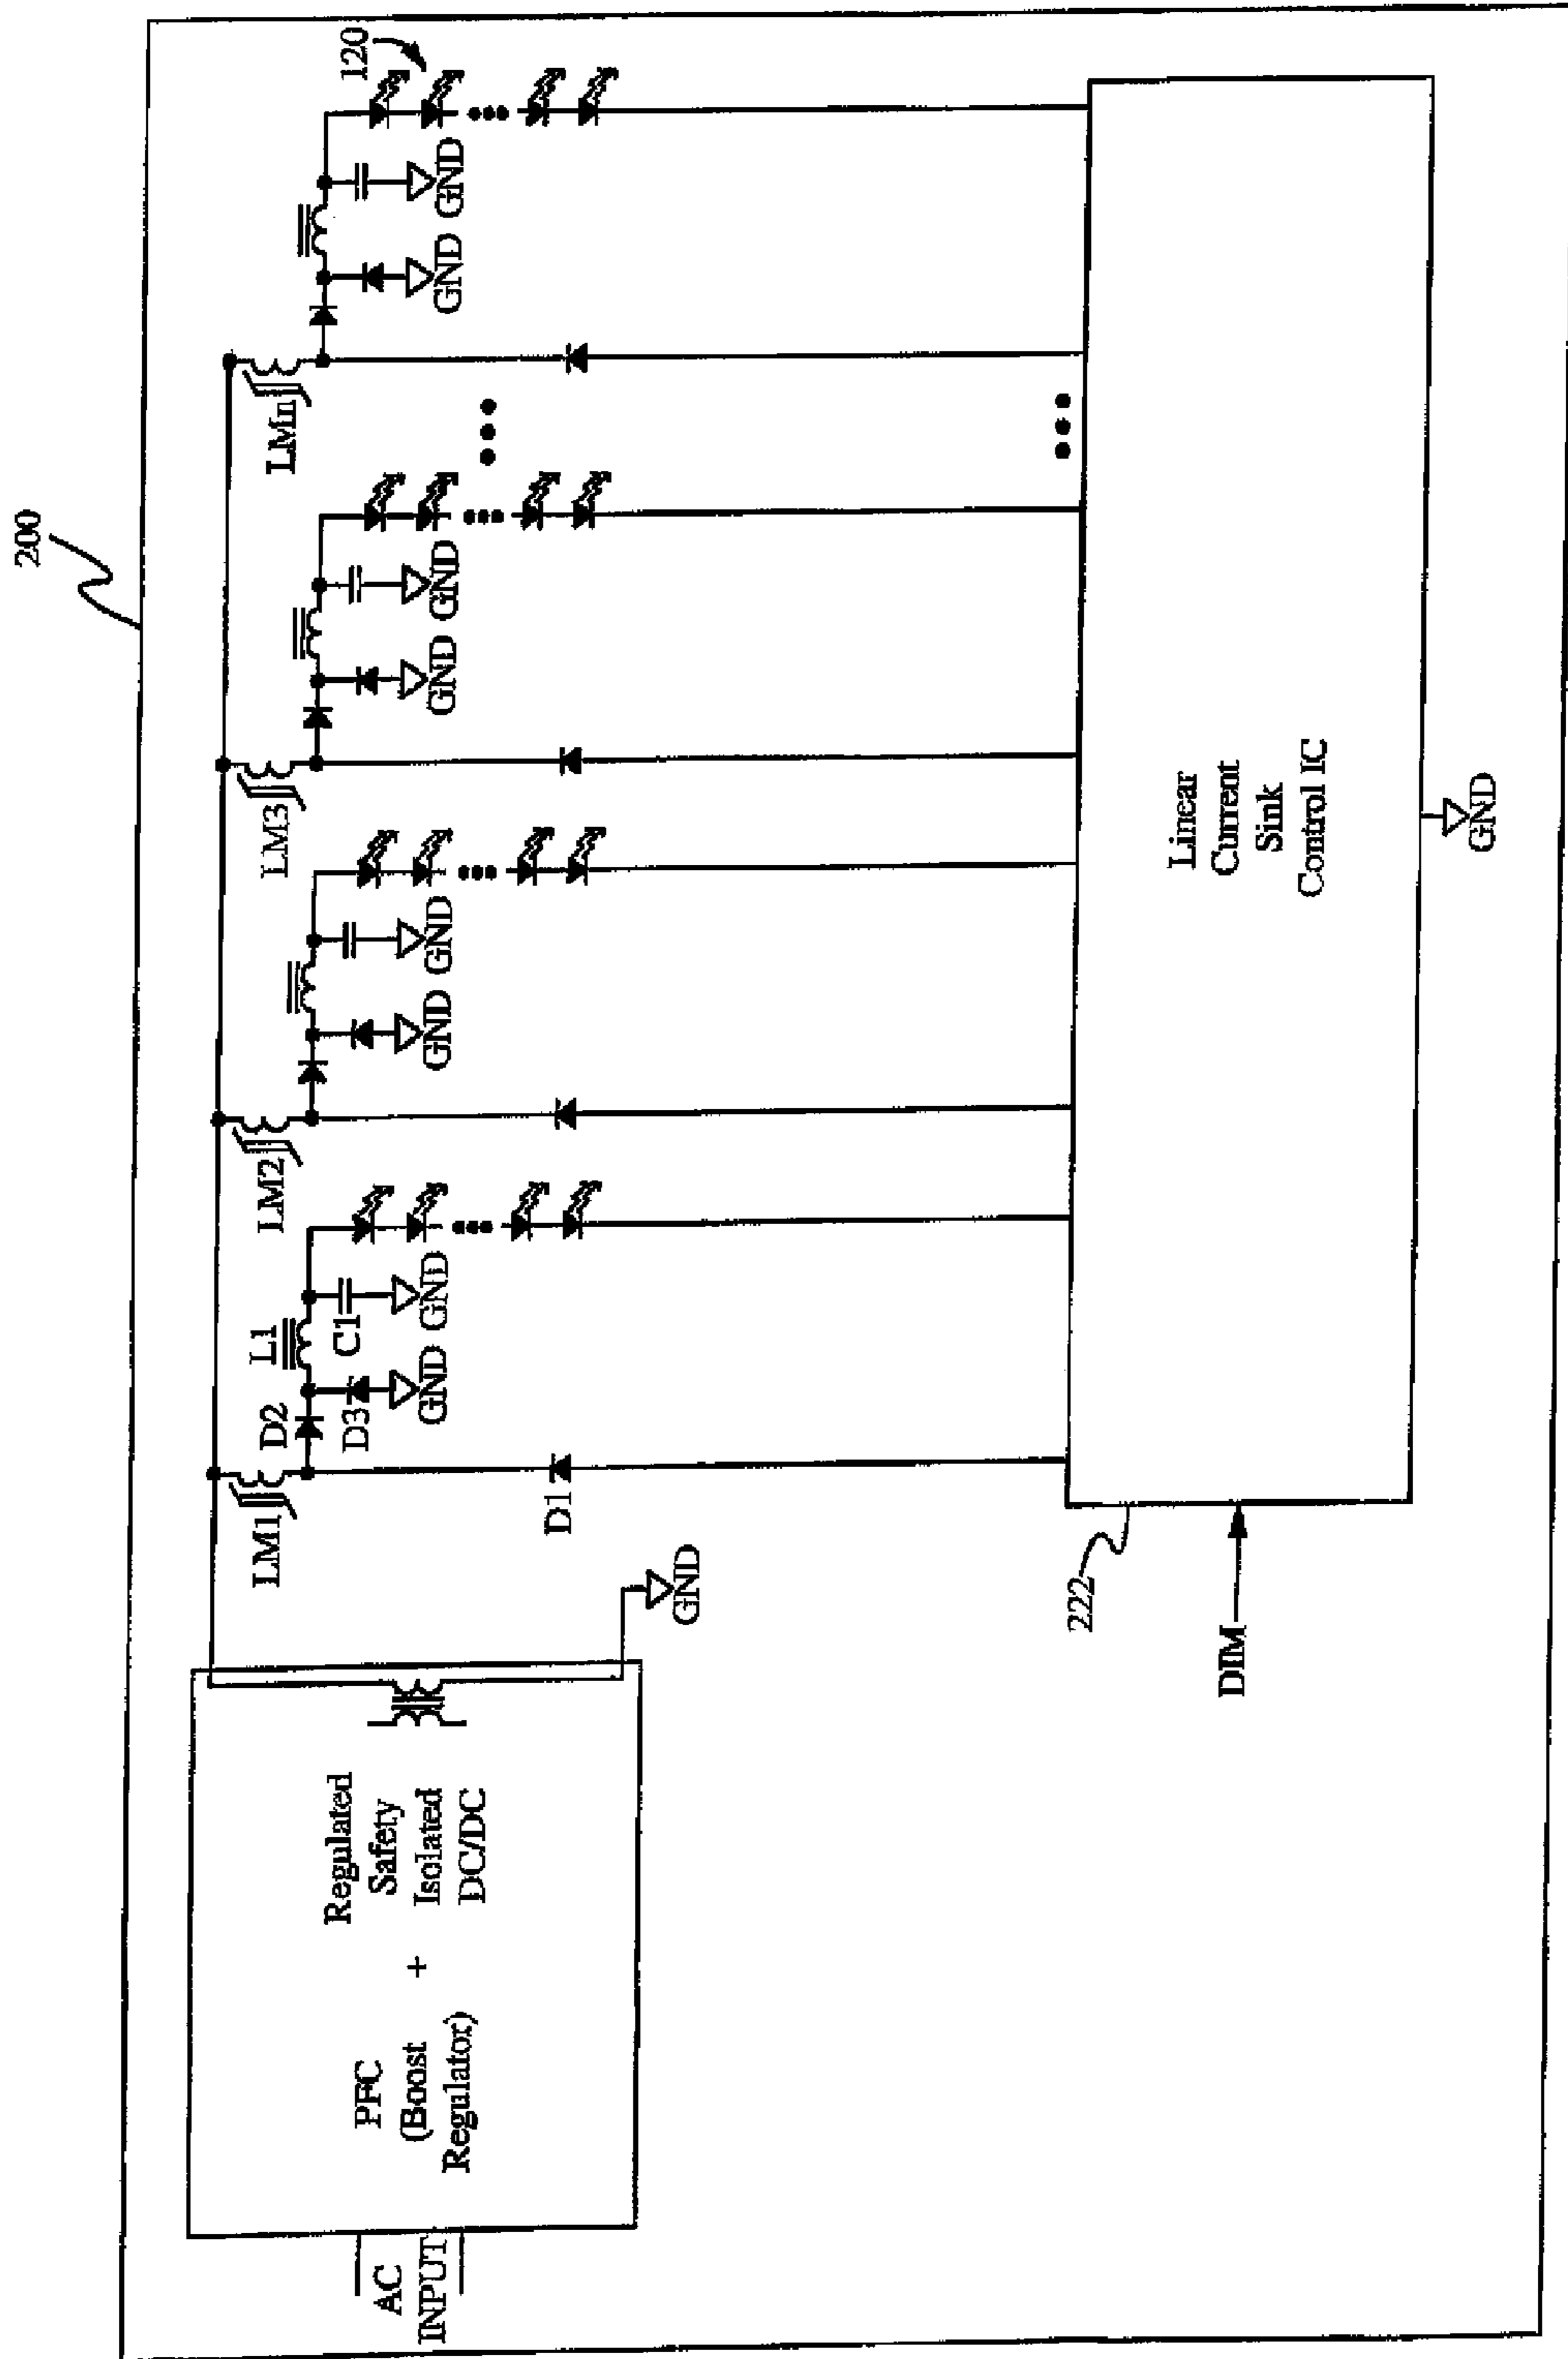 200
120
LM1
LM2
LM3
LMn
D2
L1
D3
C1
GND
GND
GND
GND
GND
GND
GND
GND
D1
AC
INPUT
PFC
(Boost
Regulator)
+
Regulated
Safety
Isolated
DC/DC
GND
222
DIM
Linear
Current
Sink
Control IC
GND